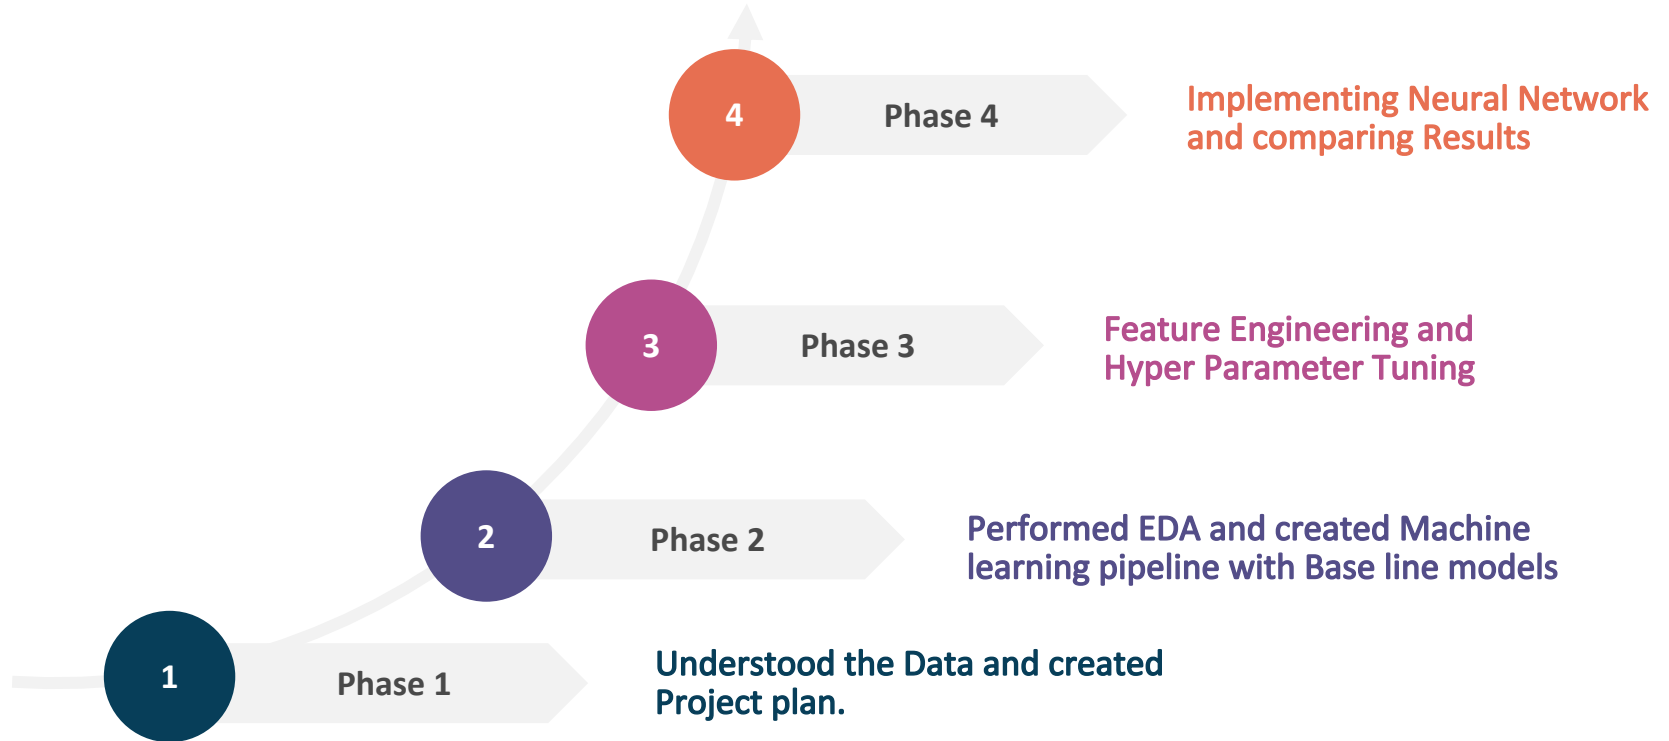 4
Phase 4
Implementing Neural Network
and comparing Results
3
Phase 3
Feature Engineering and
Hyper Parameter Tuning
2
Phase 2
Performed EDA and created Machine
learning pipeline with Base line models
1
Phase 1
Understood the Data and created
Project plan.